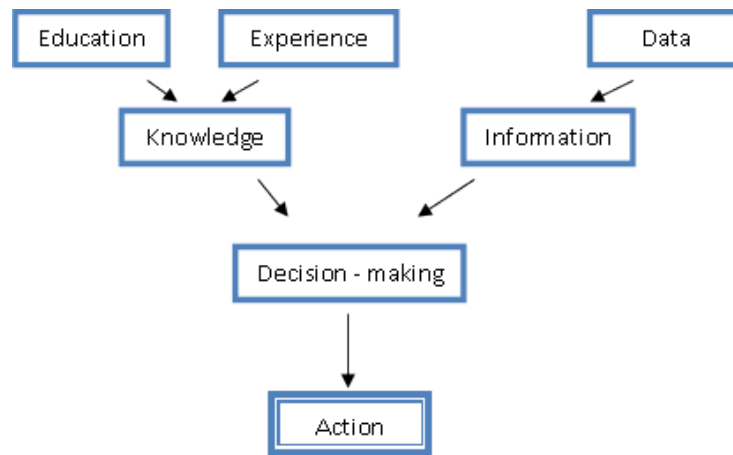 Education
Experience
Data
Knowledge
Information
Decision - making
Action